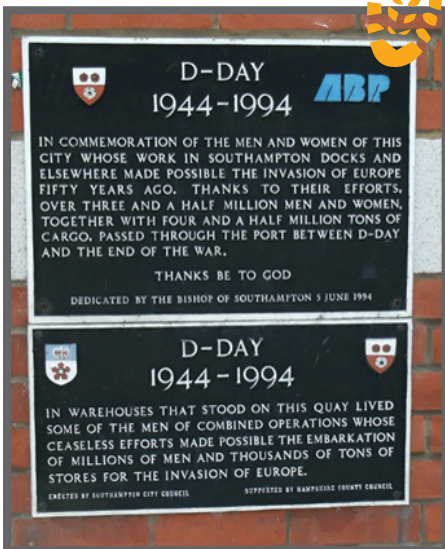 D-DAY
1944-1994
ABP
IN COMMEMORATION OF THE MEN AND WOMEN OF THIS
CITY WHOSE WORK IN SOUTHAMPTON DOCKS AND
ELSEWHERE MADE POSSIBLE THE INVASION OF EUROPE
FIFTY YEARS AGO. THANKS TO THEIR EFFORTS,
OVER THREE AND A HALF MILLION MEN AND WOMEN,
TOGETHER WITH FOUR AND A HALF MILLION TONS OF
CARGO, PASSED THROUGH THE PORT BETWEEN D-DAY
AND THE END OF THE WAR.
THANKS BE TO GOD
DEDICATED BY THE BISHOP OF SOUTHAMPTON 5 JUNE 1994
D-DAY
1944-1994
IN WAREHOUSES THAT STOOD ON THIS QUAY LIVED
SOME OF THE MEN OF COMBINED OPERATIONS WHOSE
CEASELESS EFFORTS MADE POSSIBLE THE EMBARKATION
OF MILLIONS OF MEN AND THOUSANDS OF TONS OF
STORES FOR THE INVASION OF EUROPE.
ERECTED BY SOUTHAMPTON CITY COUNCIL SUPPORTED BY HAMPSHIRE COUNTY COUNCIL